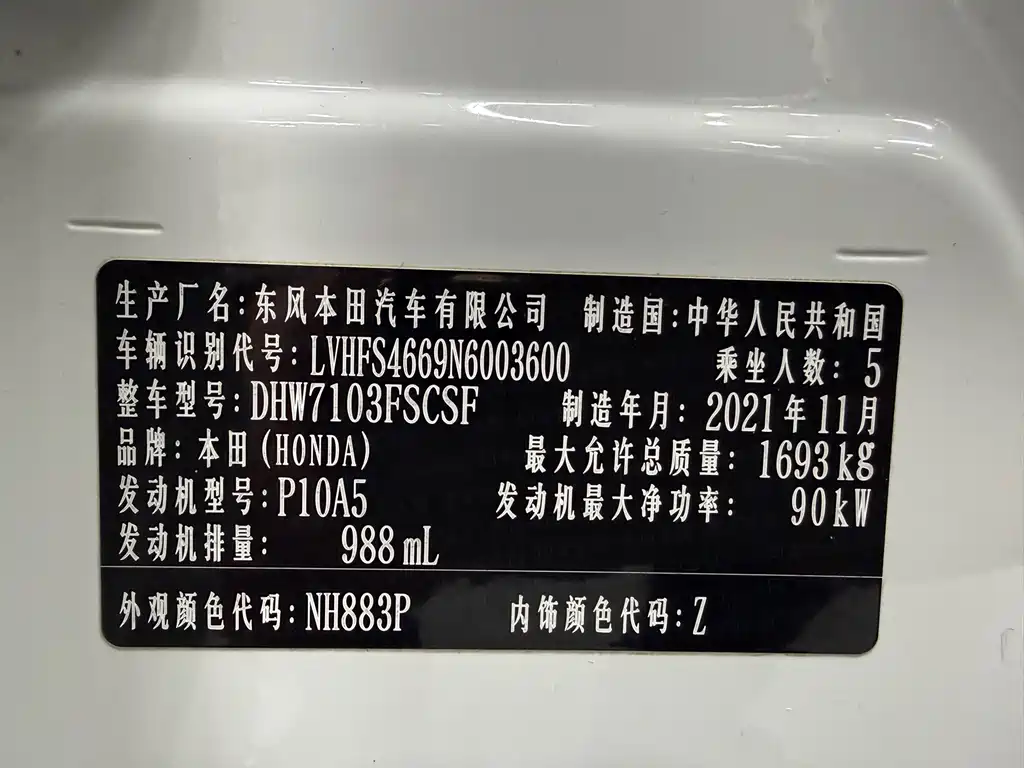 生产厂名:东风本田汽车有限公司 制造国:中华人民共和国
车辆识别代号:LVHFS4669N6003600 乘坐人数: 5
整车型号:DHW7103FSCSF 制造年月: 2021年11月
品牌:本田(HONDA) 最大允许总质量: 1693kg
发动机型号:P10A5 发动机最大净功率: 90kW
发动机排量: 988mL
外观颜色代码:NH883P 内饰颜色代码:Z